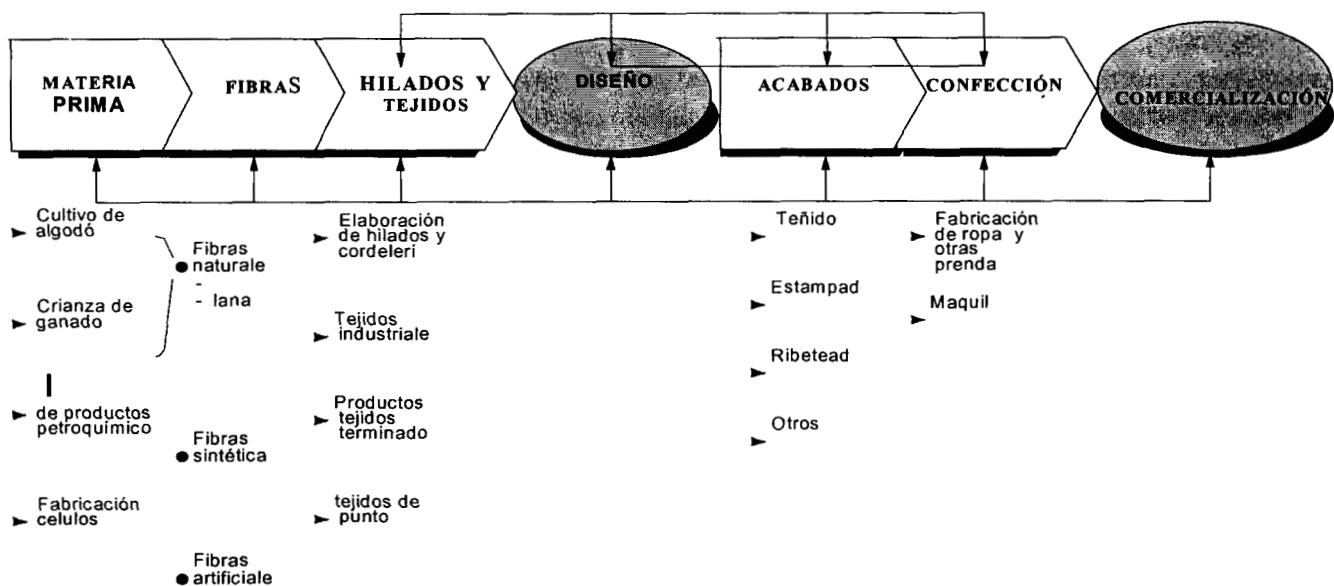 MATERIA
PRIMA
FIBRAS
HILADOS Y
TEJIDOS
DISEÑO
ACABADOS
CONFECCIÓN
COMERCIALIZACIÓN
Cultivo de
algodó
Crianza de
ganado
de productos
petroquímico
Fabricación
celulos
Fibras
naturale
-
- lana
Fibras
sintética
Fibras
artificiale
Elaboración
de hilados y
cordelerí
Tejidos
industriale
Productos
tejidos
terminado
tejidos de
punto
Teñido
Estampad
Ribetead
Otros
Fabricación
de ropa y
otras
prenda
Maquil